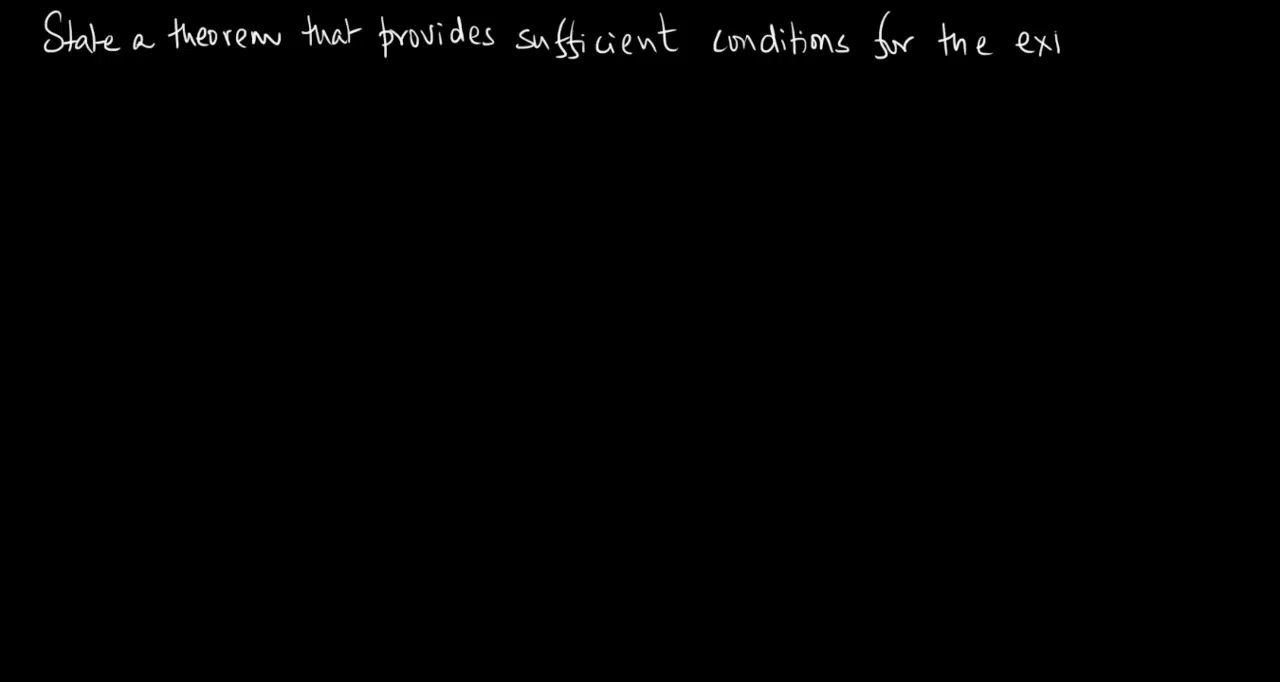 State a theorem that provides sufficient conditions for the exi